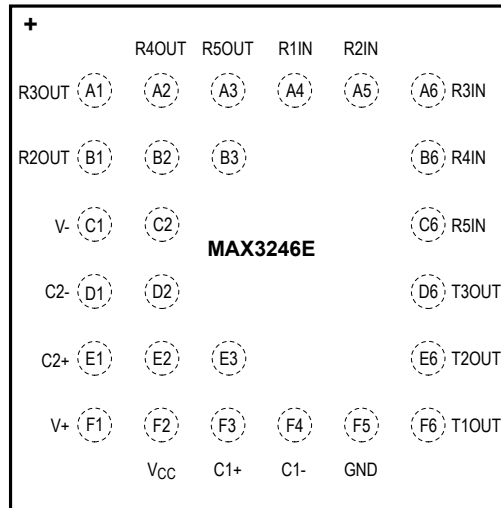 +
R4OUT R5OUT R1IN R2IN
R3OUT A1 A2 A3 A4 A5 A6 R3IN
R2OUT B1 B2 B3 B6 R4IN
V- C1 C2 C6 R5IN
MAX3246E
C2- D1 D2 D6 T3OUT
C2+ E1 E2 E3 E6 T2OUT
V+ F1 F2 F3 F4 F5 F6 T1OUT
VCC C1+ C1- GND